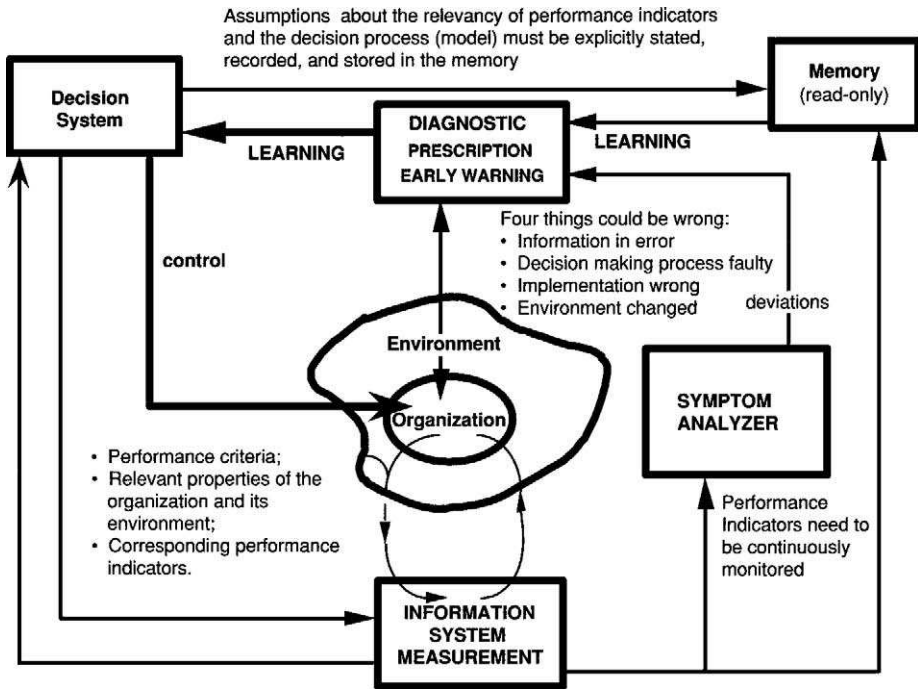 Assumptions about the relevancy of performance indicators
and the decision process (model) must be explicitly stated,
recorded, and stored in the memory
Decision
System
Memory
(read-only)
DIAGNOSTIC
PRESCRIPTION
EARLY WARNING
LEARNING
LEARNING
Four things could be wrong:
• Information in error
• Decision making process faulty
• Implementation wrong
• Environment changed
control
deviations
Environment
Organization
SYMPTOM
ANALYZER
• Performance criteria;
• Relevant properties of the
organization and its
environment;
• Corresponding performance
indicators.
Performance
Indicators need to
be continuously
monitored
INFORMATION
SYSTEM
MEASUREMENT